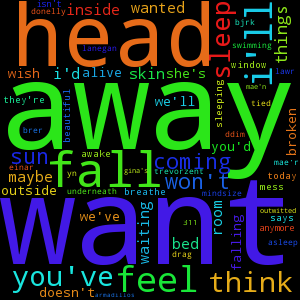 isn't
donelly inside wanted bjrk
head
lanegan sleep i'll things
swimming
wish i'd alive skin she's window lawr
away
they're we'll beautiful sleeping mae'n tied
brer ddim broken
sun awake fall coming you'd
einar yn gina's trevorzent mae'r
maybe underneath breathe won't today
outside mindsize mess
want
we've waiting 311 room falling outwitted
says
anymore
you've bed asleep
drag
feel think
doesn't armadillos